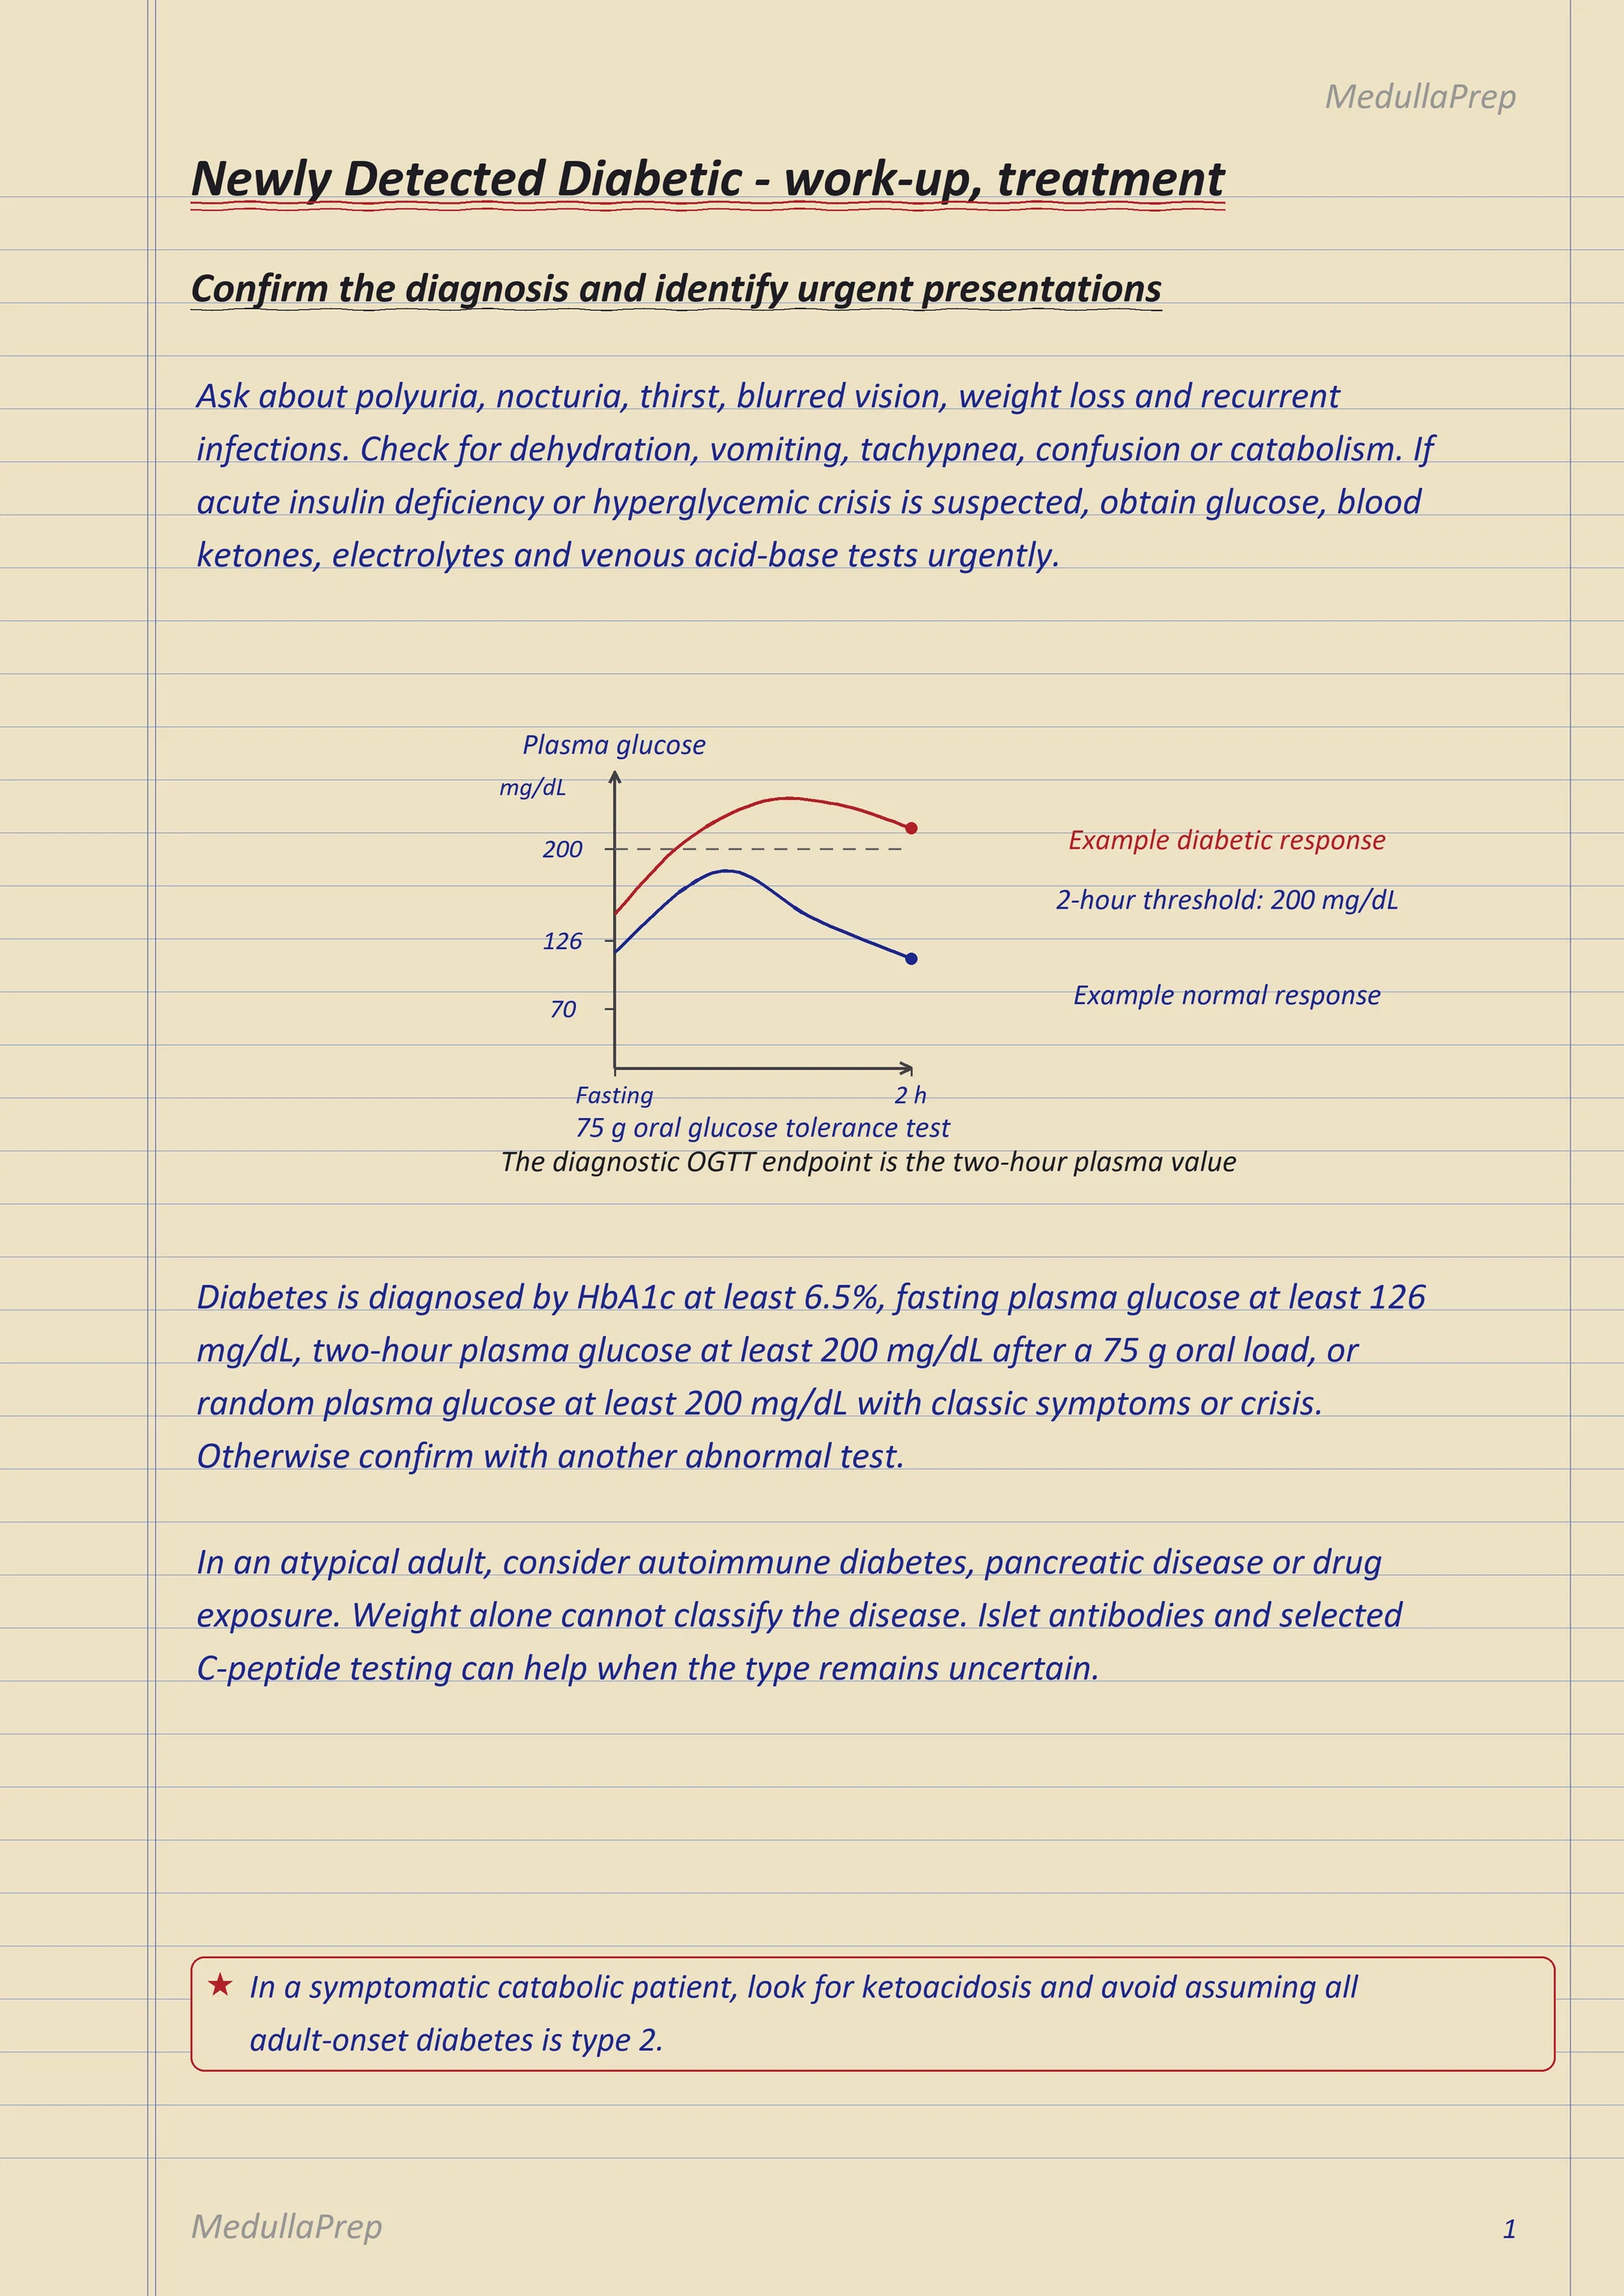 MedullaPrep
Newly Detected Diabetic - work-up, treatment
Confirm the diagnosis and identify urgent presentations
Ask about polyuria, nocturia, thirst, blurred vision, weight loss and recurrent
infections. Check for dehydration, vomiting, tachypnea, confusion or catabolism. If
acute insulin deficiency or hyperglycemic crisis is suspected, obtain glucose, blood
ketones, electrolytes and venous acid-base tests urgently.
Plasma glucose
mg/dL
200
126
70
Example diabetic response
2-hour threshold: 200 mg/dL
Example normal response
Fasting
2 h
75 g oral glucose tolerance test
The diagnostic OGTT endpoint is the two-hour plasma value
Diabetes is diagnosed by HbA1c at least 6.5%, fasting plasma glucose at least 126
mg/dL, two-hour plasma glucose at least 200 mg/dL after a 75 g oral load, or
random plasma glucose at least 200 mg/dL with classic symptoms or crisis.
Otherwise confirm with another abnormal test.
In an atypical adult, consider autoimmune diabetes, pancreatic disease or drug
exposure. Weight alone cannot classify the disease. Islet antibodies and selected
C-peptide testing can help when the type remains uncertain.
★ In a symptomatic catabolic patient, look for ketoacidosis and avoid assuming all
adult-onset diabetes is type 2.
MedullaPrep
1